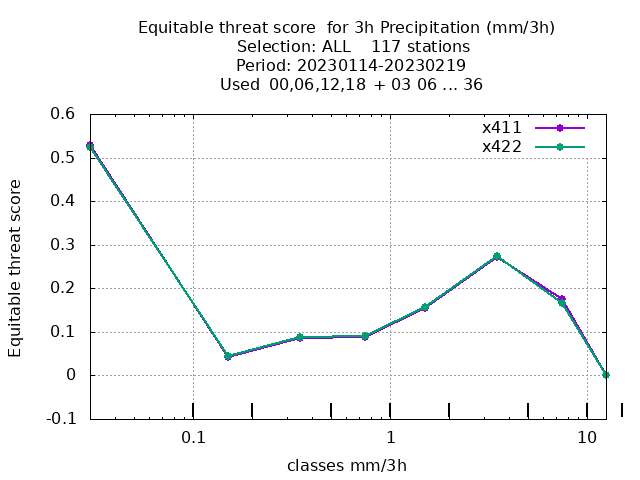 Equitable threat score  for 3h Precipitation (mm/3h)
Selection: ALL    117 stations
Period: 20230114-20230219
Used  00,06,12,18  + 03 06 ... 36
x411
x422
0.6
0.5
0.4
0.3
0.2
0.1
0
-0.1
Equitable threat score
0.1
1
10
classes mm/3h